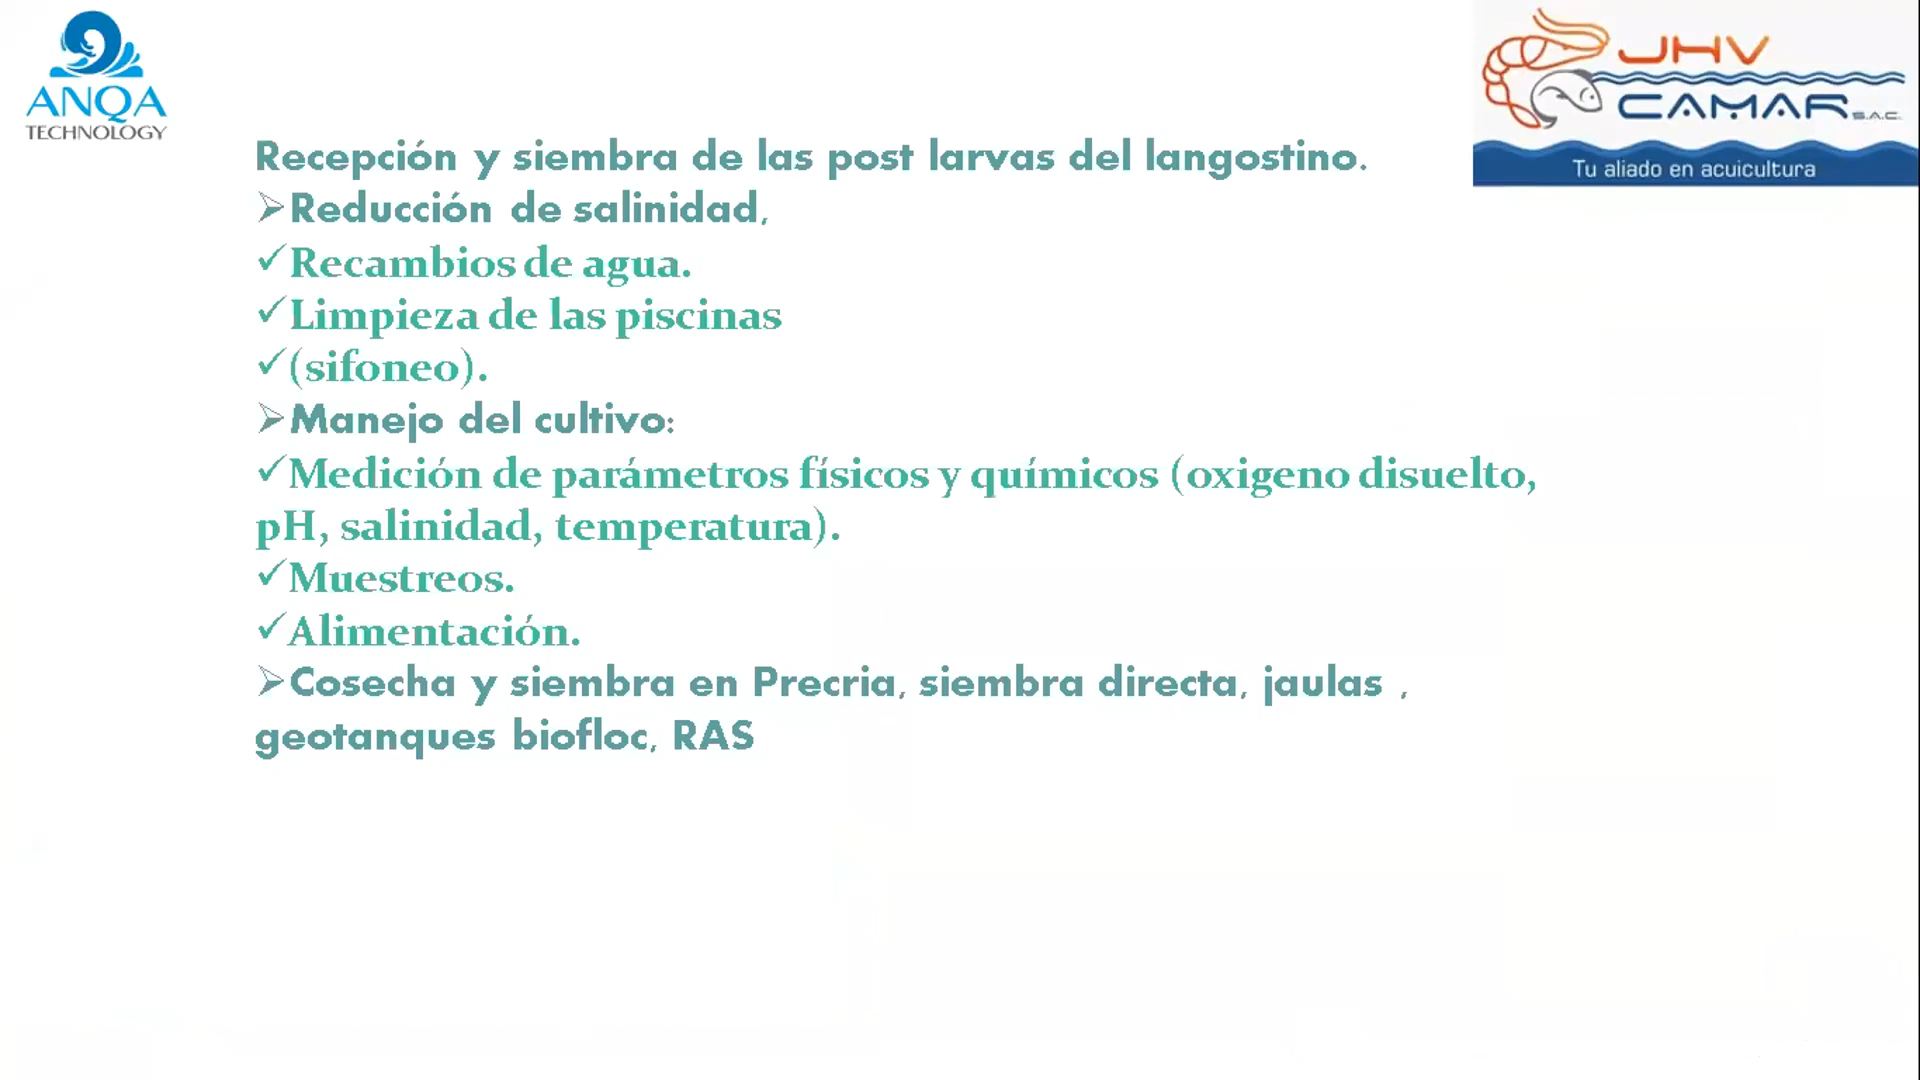 ANQA
TECHNOLOGY
JHV
CAMAR S.A.C.
Tu aliado en acuicultura
Recepción y siembra de las post larvas del langostino.
➢Reducción de salinidad,
✓Recambios de agua.
✓Limpieza de las piscinas
✓(sifoneo).
➢Manejo del cultivo:
✓Medición de parámetros físicos y químicos (oxigeno disuelto,
pH, salinidad, temperatura).
✓Muestreos.
✓Alimentación.
➢Cosecha y siembra en Precria, siembra directa, jaulas ,
geotanques biofloc, RAS